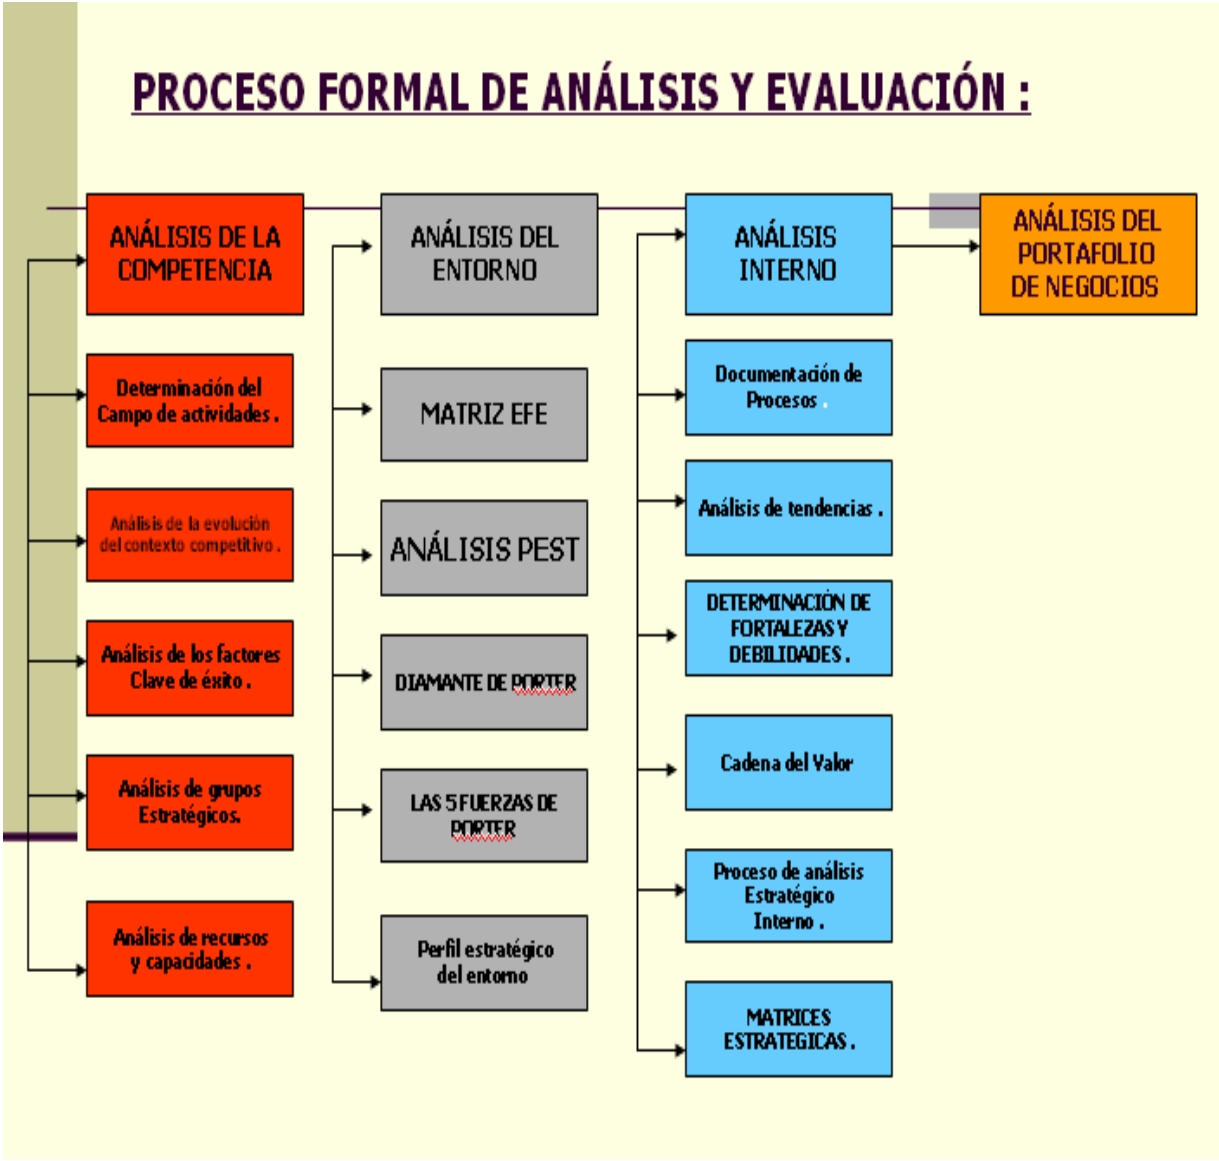 PROCESO FORMAL DE ANÁLISIS Y EVALUACIÓN :
ANÁLISIS DE LA
COMPETENCIA
Determinación del
Campo de actividades .
Análisis de la evolución
del contexto competitivo .
Análisis de los factores
Clave de éxito .
Análisis de grupos
Estratégicos.
Análisis de recursos
y capacidades .
ANÁLISIS DEL
ENTORNO
MATRIZ EFE
ANÁLISIS PEST
DIAMANTE DE PORTER
LAS 5 FUERZAS DE
PORTER
Perfil estratégico
del entorno
ANÁLISIS
INTERNO
Documentación de
Procesos .
Análisis de tendencias .
DETERMINACIÓN DE
FORTALEZAS Y
DEBILIDADES .
Cadena del Valor
Proceso de análisis
Estratégico
Interno .
MATRICES
ESTRATEGICAS .
ANÁLISIS DEL
PORTAFOLIO
DE NEGOCIOS